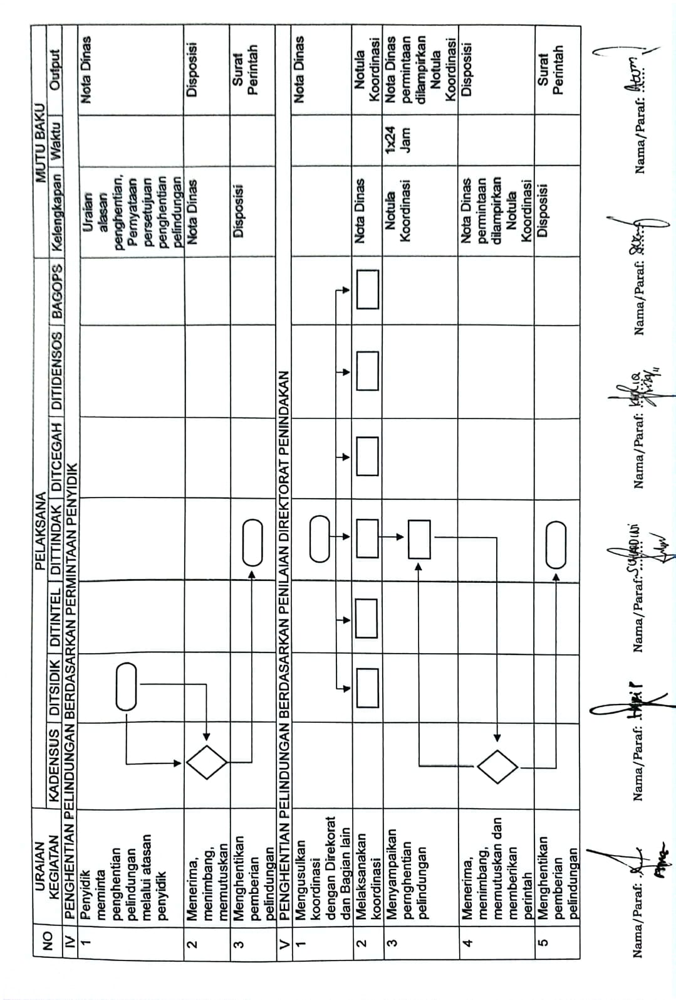 NO
URAIAN
KEGIATAN
PELAKSANA
MUTU BAKU
KADENSUS
DITSIDIK
DITINTEL
DITTINDAK
DITCEGAH
DITIDENSOS
BAGOPS
Kelengkapan
Waktu
Output
IV
PENGHENTIAN PELINDUNGAN BERDASARKAN PERMINTAAN PENYIDIK
1
Penyidik
meminta
penghentian
pelindungan
melalui atasan
penyidik
Uraian
alasan
penghentian,
Pernyataan
persetujuan
penghentian
pelindungan
Nota Dinas
2
Menerima,
menimbang,
memutuskan
Nota Dinas
Disposisi
3
Menghentikan
pemberian
pelindungan
Disposisi
Surat
Perintah
V
PENGHENTIAN PELINDUNGAN BERDASARKAN PENILAIAN DIREKTORAT PENINDAKAN
1
Mengusulkan
koordinasi
dengan Direkorat
dan Bagian lain
Nota Dinas
2
Melaksanakan
koordinasi
Nota Dinas
Notula
Koordinasi
3
Menyampaikan
pernghentian
pelindungan
Notula
Koordinasi
1x24
Jam
Nota Dinas
permintaan
dilampirkan
Notula
Koordinasi
4
Menerima,
menimbang,
memutuskan dan
memberikan
perintah
Nota Dinas
permintaan
dilampirkan
Notula
Koordinasi
Disposisi
5
Menghentikan
pemberian
pelindungan
Disposisi
Surat
Perintah
Nama/Paraf:
Nama/Paraf:
Nama/Paraf:
Nama/Paraf:
Nama/Paraf:
Nama/Paraf: